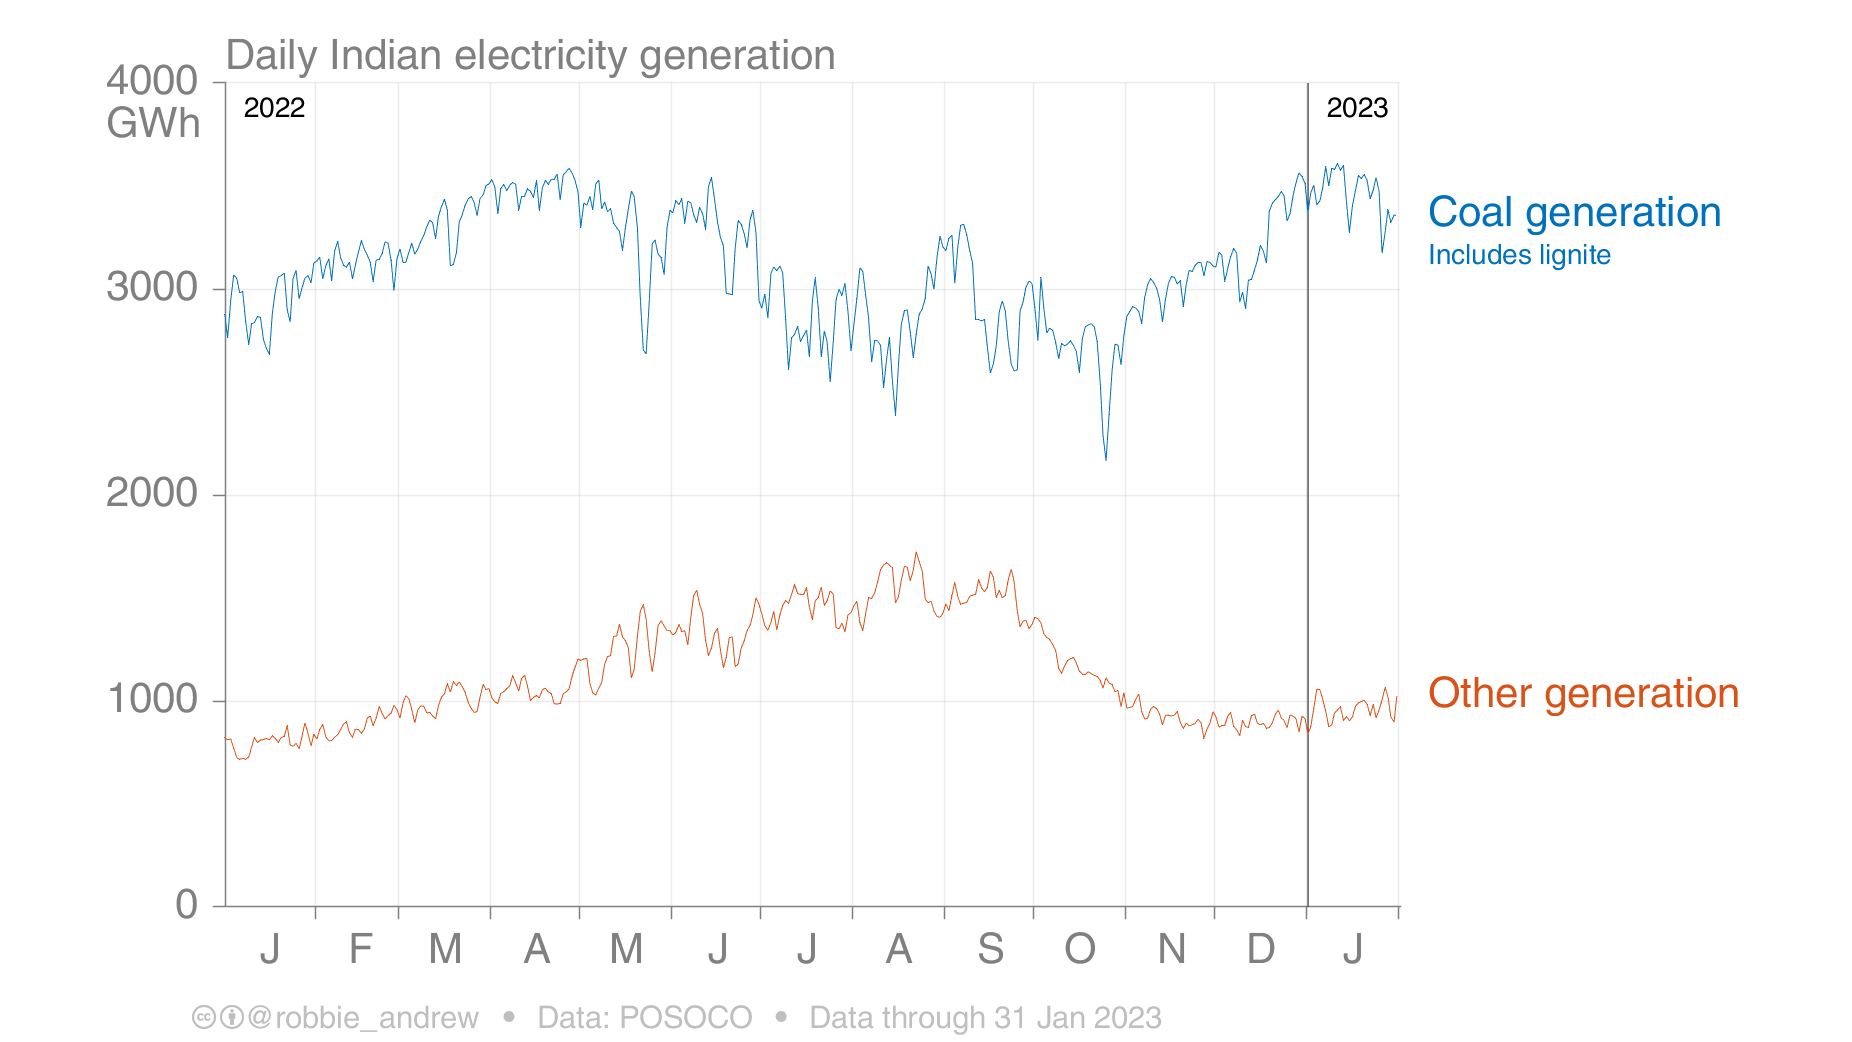 Daily Indian electricity generation
4000
GWh
2022
2023
3000
2000
1000
0
Coal generation
Includes lignite
Other generation
J F M A M J J A S O N D J
cc @robbie_andrew • Data: POSOCO • Data through 31 Jan 2023